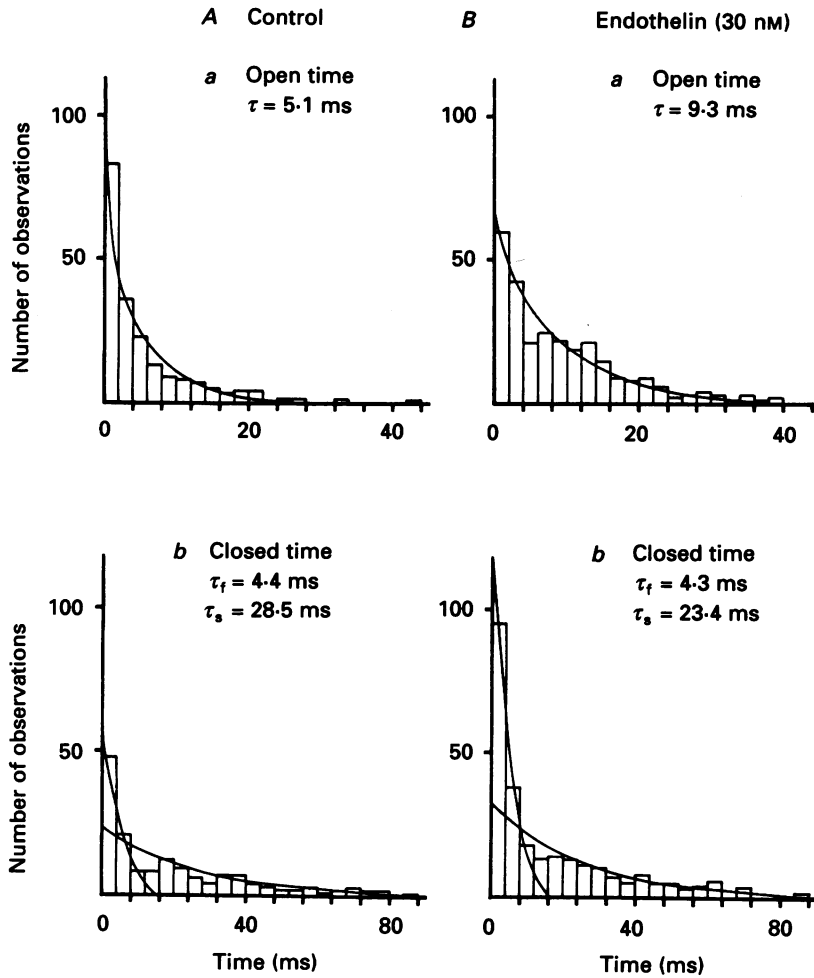 A Control
B Endothelin (30 nM)
a Open time
τ = 5·1 ms
a Open time
τ = 9·3 ms
Number of observations
100
50
0 20 40
100
50
0 20 40
b Closed time
τf = 4·4 ms
τs = 28·5 ms
b Closed time
τf = 4·3 ms
τs = 23·4 ms
Number of observations
100
50
0 40 80
Time (ms)
100
50
0 40 80
Time (ms)